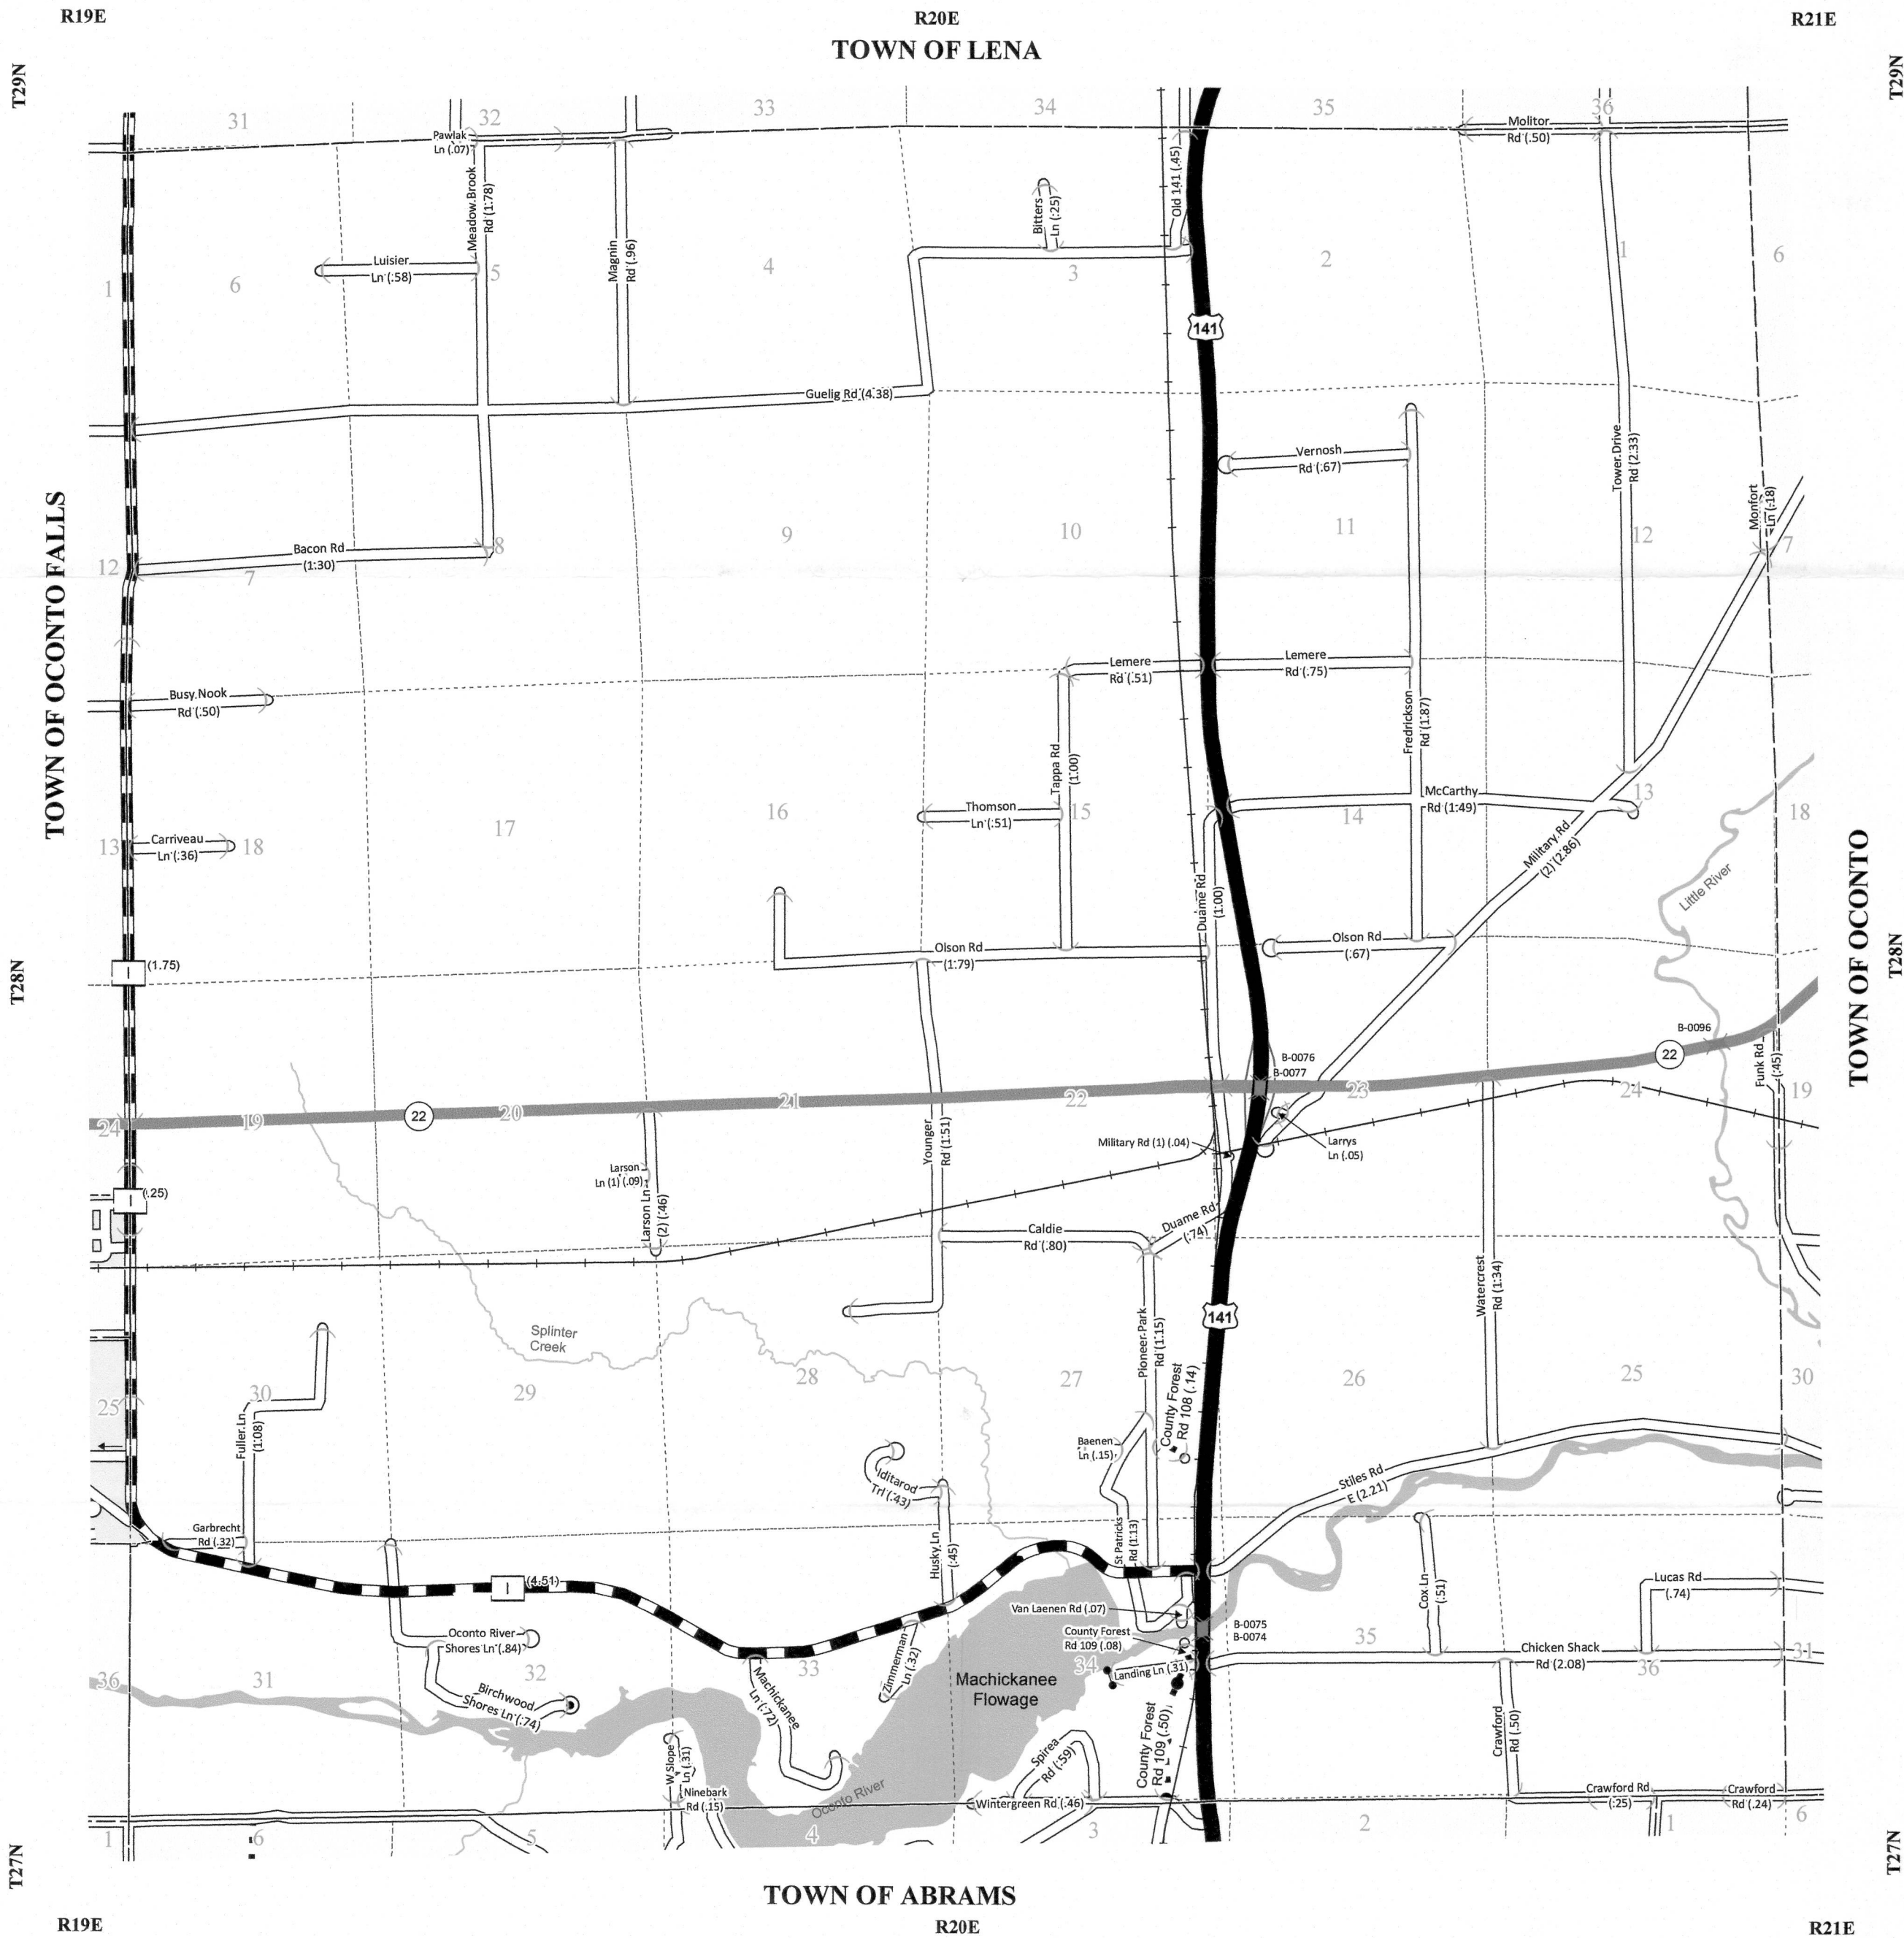 R19E
R20E
R21E
TOWN OF LENA
T29N
T29N
31
32
33
34
35
36
Pawlak
Ln (.07)
Molitor
Rd (.50)
Meadow Brook
Rd (1.78)
Magnin
Rd (.96)
Bitters
Ln (.25)
Old 141 (.45)
Luisier
Ln (.58)
1
6
5
4
3
2
1
6
141
Guelig Rd (4.38)
Vernosh
Rd (.67)
Tower Drive
Rd (2.33)
Monfort
Ln (.18)
TOWN OF OCONTO FALLS
Bacon Rd
(1.30)
12
7
8
9
10
11
12
7
Busy Nook
Rd (.50)
Lemere
Rd (.51)
Lemere
Rd (.75)
Tappa Rd
(1.00)
Fredrickson
Rd (1.87)
McCarthy
Rd (1.49)
Thomson
Ln (.51)
Carriveau
Ln (.36)
13
18
17
16
15
14
13
18
Military Rd
(2) (2.86)
Little River
TOWN OF OCONTO
Duame Rd
(1.00)
Olson Rd
(1.79)
Olson Rd
(.67)
T28N
T28N
I
(1.75)
B-0096
22
B-0076
B-0077
Funk Rd
(.45)
24
19
22
20
21
22
23
24
19
Younger
Rd (1.51)
Military Rd (1) (.04)
Larrys
Ln (.05)
Larson
Ln (1) (.09)
Larson Ln
(2) (.46)
I
(.25)
Caldie
Rd (.80)
Duame Rd
(.74)
Watercrest
Rd (1.34)
141
Splinter
Creek
Pioneer Park
Rd (1.15)
County Forest
Rd 108 (.14)
25
30
29
28
27
26
25
30
Fuller Ln
(1.08)
Baenen
Ln (.15)
Iditarod
Trl (.43)
Stiles Rd
E (2.21)
Garbrecht
Rd (.32)
Husky Ln
(.45)
St Patricks
Rd (1.13)
I
(4.51)
Cox Ln
(.51)
Lucas Rd
(.74)
Van Laenen Rd (.07)
County Forest
Rd 109 (.08)
B-0075
B-0074
Oconto River
Shores Ln (.84)
Zimmerman
Ln (.32)
Chicken Shack
Rd (2.08)
Landing Ln (.31)
36
31
32
33
34
35
36
31
Machickanee
Flowage
Birchwood
Shores Ln (.74)
Machickanee
Ln (.72)
County Forest
Rd 109 (.50)
Crawford
Rd (.50)
Spirea
Rd (.59)
W Slope
Ln (.31)
Ninebark
Rd (.15)
Oconto River
Wintergreen Rd (.46)
Crawford Rd
(.25)
Crawford
Rd (.24)
1
6
5
4
3
2
1
6
T27N
T27N
TOWN OF ABRAMS
R19E
R20E
R21E